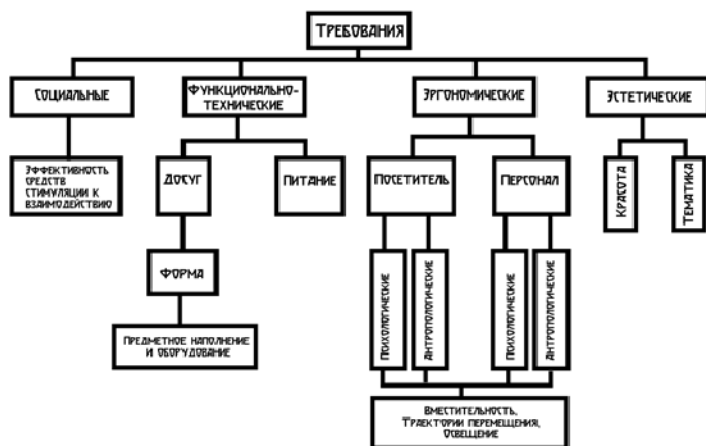 Требования
Социальные
Функционально-
технические
Эргономические
Эстетические
Эффективность
средств
стимуляции к
взаимодействию
Досуг
Питание
Посетитель
Персонал
Красота
Тематика
Форма
Психологические
Антропологические
Психологические
Антропологические
Предметное наполнение
и оборудование
Вместительность,
Траектории перемещения,
Освещение